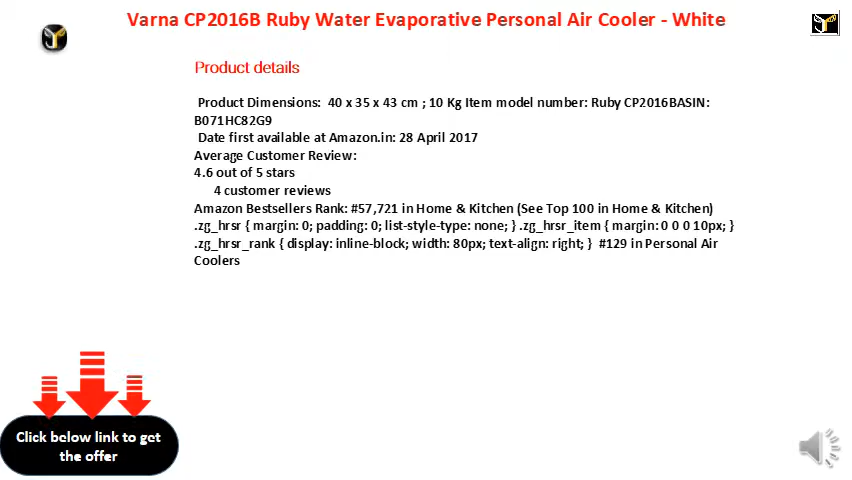 Varna CP2016B Ruby Water Evaporative Personal Air Cooler - White
Product details
Product Dimensions:  40 x 35 x 43 cm ; 10 Kg Item model number: Ruby CP2016BASIN:
B071HC82G9
Date first available at Amazon.in: 28 April 2017
Average Customer Review:
4.6 out of 5 stars
4 customer reviews
Amazon Bestsellers Rank: #57,721 in Home & Kitchen (See Top 100 in Home & Kitchen)
.zg_hrsr { margin: 0; padding: 0; list-style-type: none; } .zg_hrsr_item { margin: 0 0 0 10px; }
.zg_hrsr_rank { display: inline-block; width: 80px; text-align: right; }  #129 in Personal Air
Coolers
Click below link to get
the offer